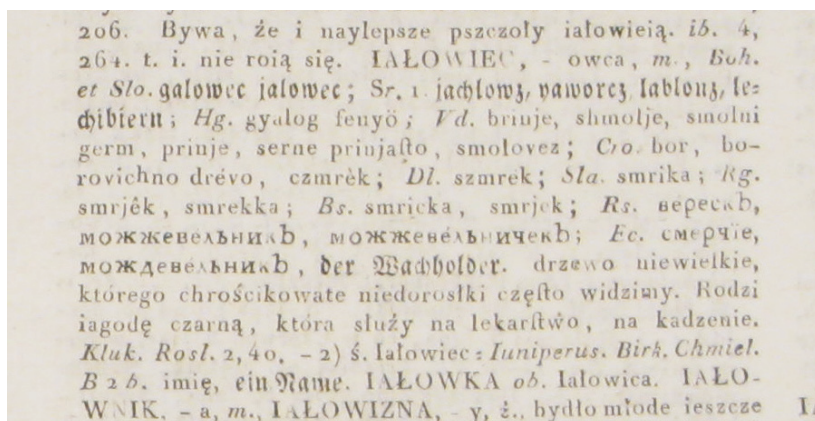 206. Bywa, że i naylepsze pszczoły iałowieią. ib. 4,
264. t. i. nie roią się. IAŁOWIEC, - owca, m., Boh.
et Slo. galowec jalowec; Sr. 1 jachlowz, yaworcz, lablonz, le=
chibiern; Hg. gyalog fenyö; Vd. brinje, shmolje, smolni
germ, prinje, serne prinjaſto, smolovez; Cro. bor, bo-
rovichno drévo, czmrèk; Dl. szmrek; Sla. smrika; Rg.
smrjêk, smrekka; Bs. smricka, smrjek; Rs. верескъ,
можжевельникъ, можжевéльничекъ; Ec. смерчїе,
мождевельникъ, der Wachholder. drzewo niewielkie,
którego chrościkowate niedorosłki częſto widzimy. Rodzi
iagodę czarną, która służy na lekarſtwo, na kadzenie.
Kluk. Rosl. 2, 40. - 2) ś. Iałowiec: Iuniperus. Birk. Chmiel.
B 2 b. imię, ein Name. IAŁOWKA ob. Iałowica. IAŁO-
WNIK, - a, m., IAŁOWIZNA, - y, ż., bydło młode ieszcze